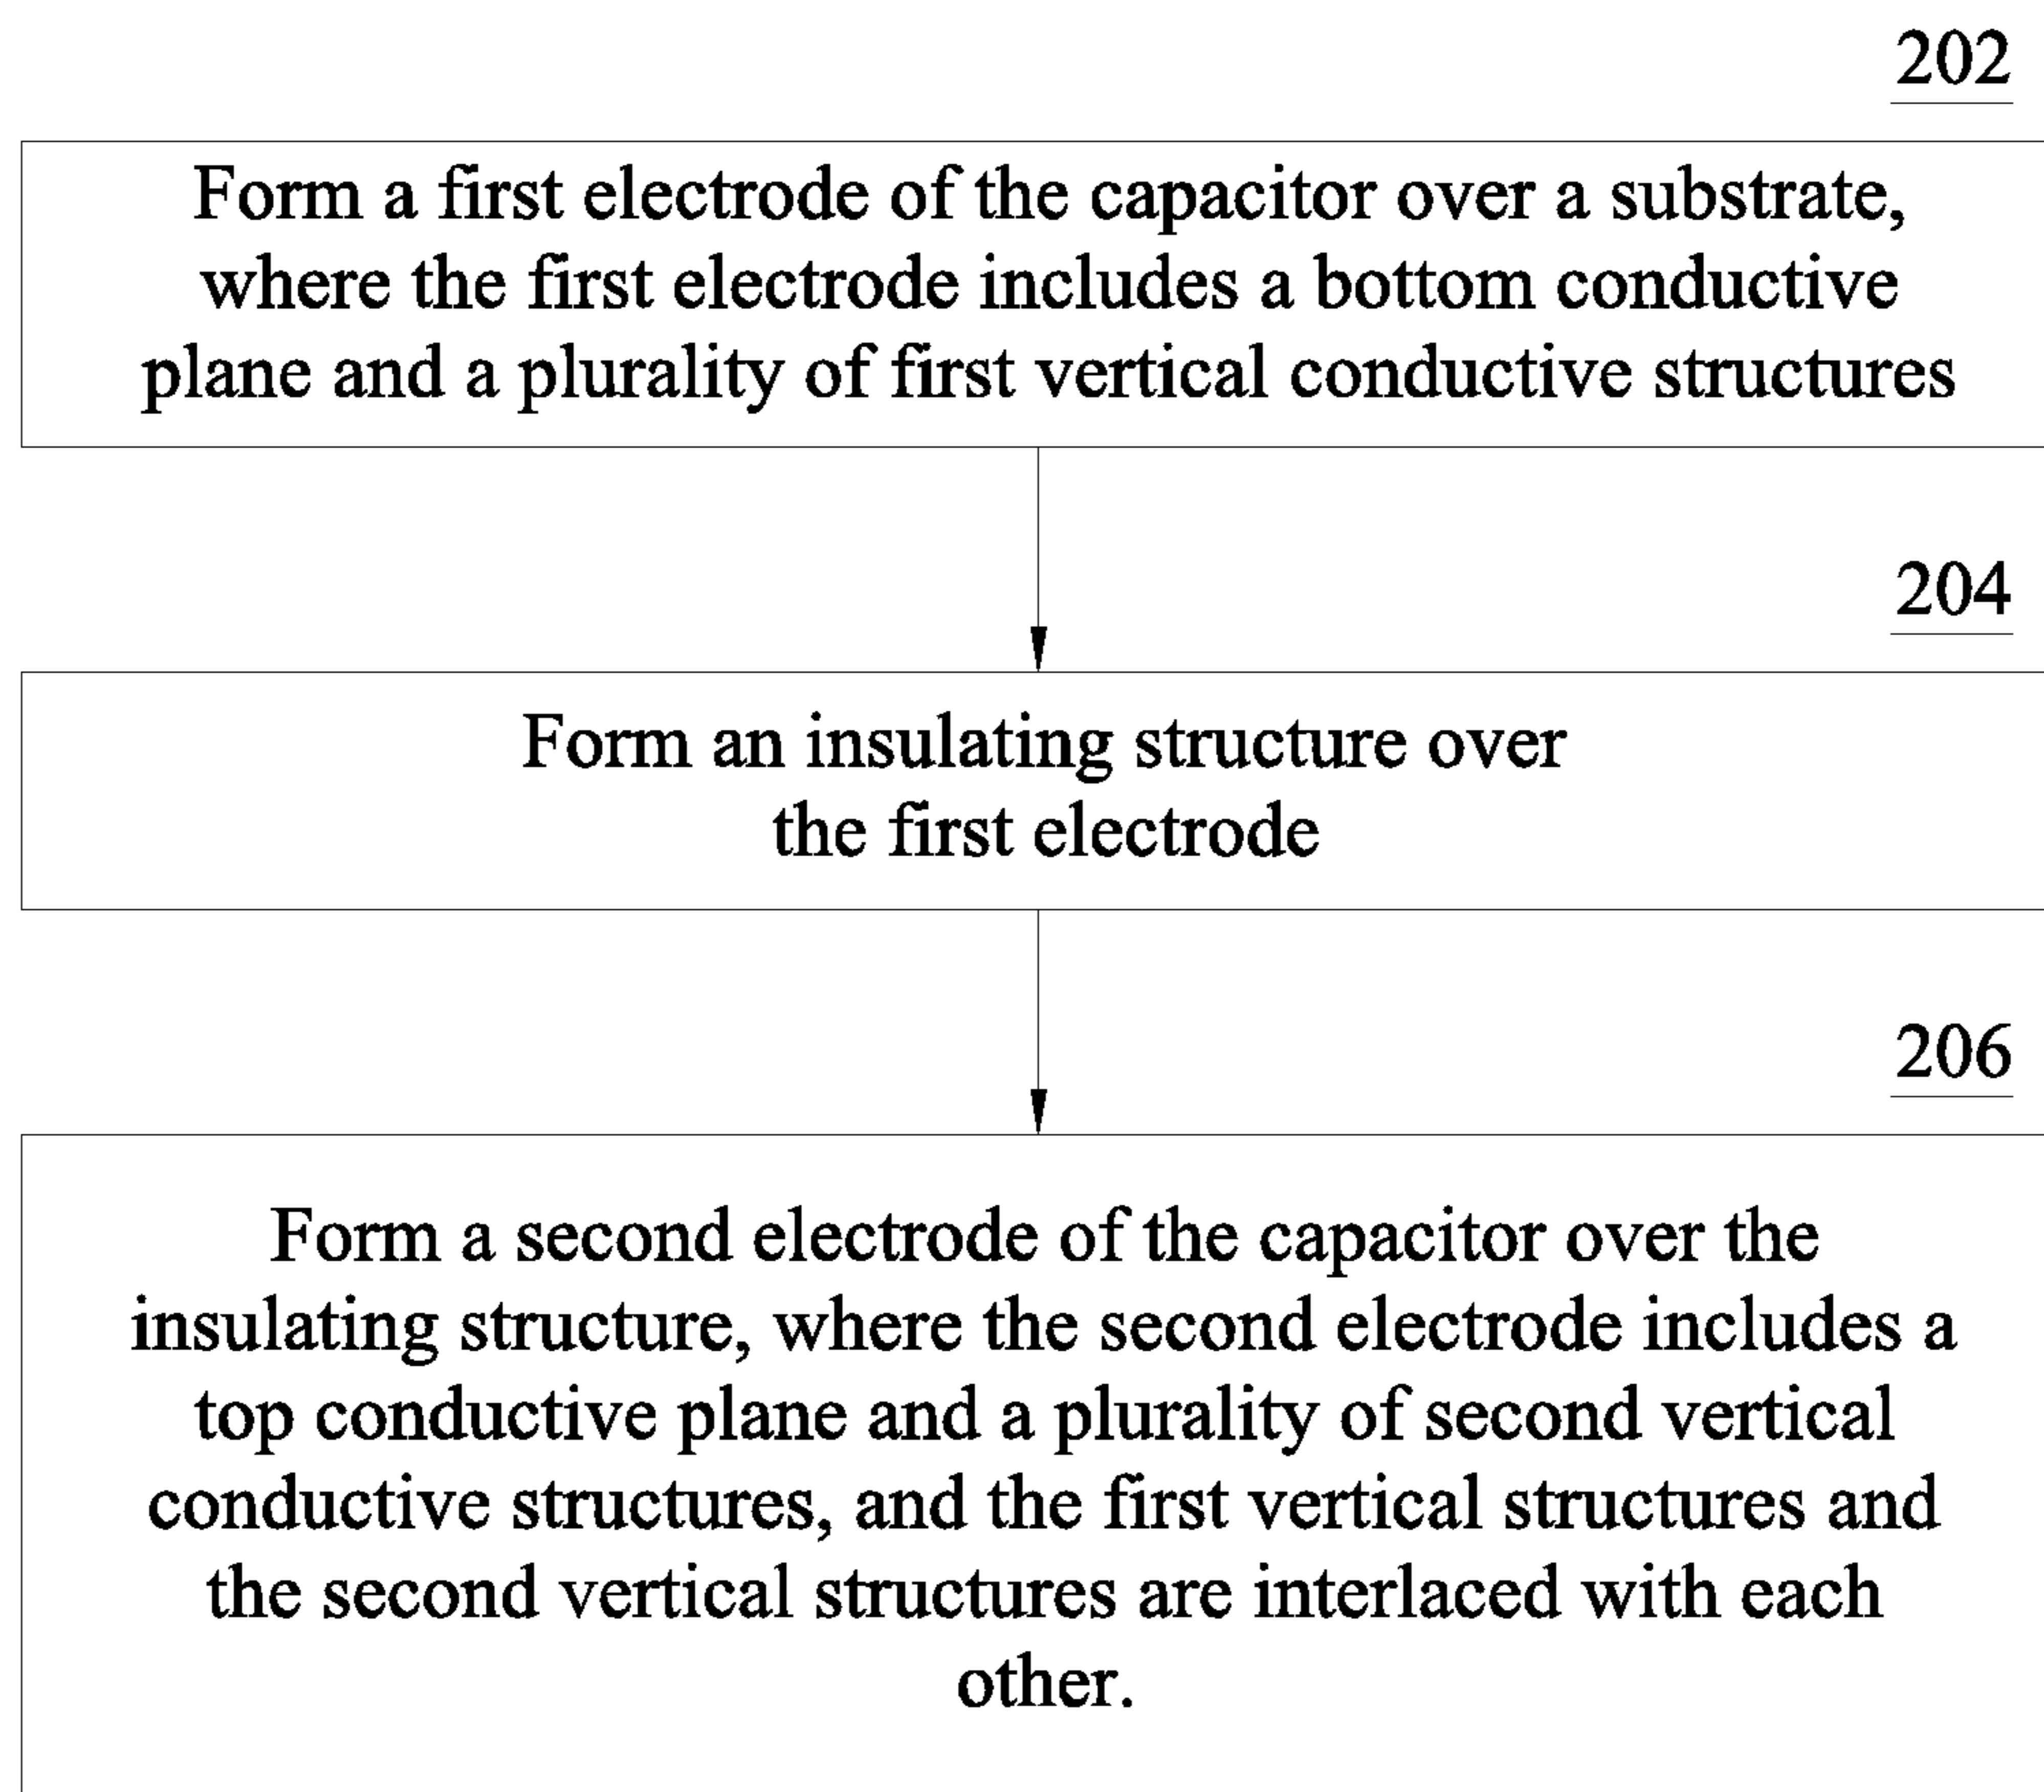 202
Form a first electrode of the capacitor over a substrate,
where the first electrode includes a bottom conductive
plane and a plurality of first vertical conductive structures
204
Form an insulating structure over
the first electrode
206
Form a second electrode of the capacitor over the
insulating structure, where the second electrode includes a
top conductive plane and a plurality of second vertical
conductive structures, and the first vertical structures and
the second vertical structures are interlaced with each
other.